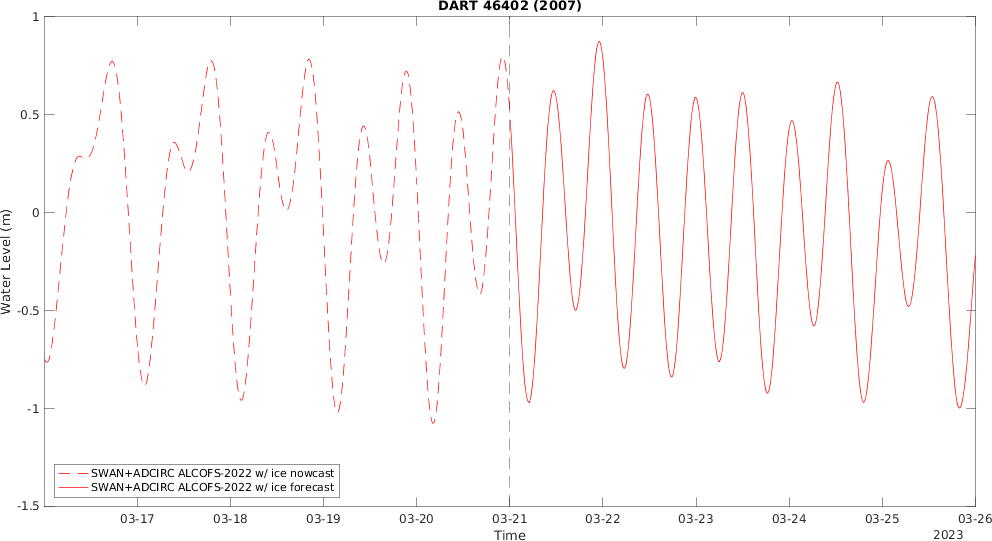 DART 46402 (2007)
1
0.5
0
-0.5
-1
-1.5
Water Level (m)
SWAN+ADCIRC ALCOFS-2022 w/ ice nowcast
SWAN+ADCIRC ALCOFS-2022 w/ ice forecast
03-17 03-18 03-19 03-20 03-21 03-22 03-23 03-24 03-25 03-26
Time
2023